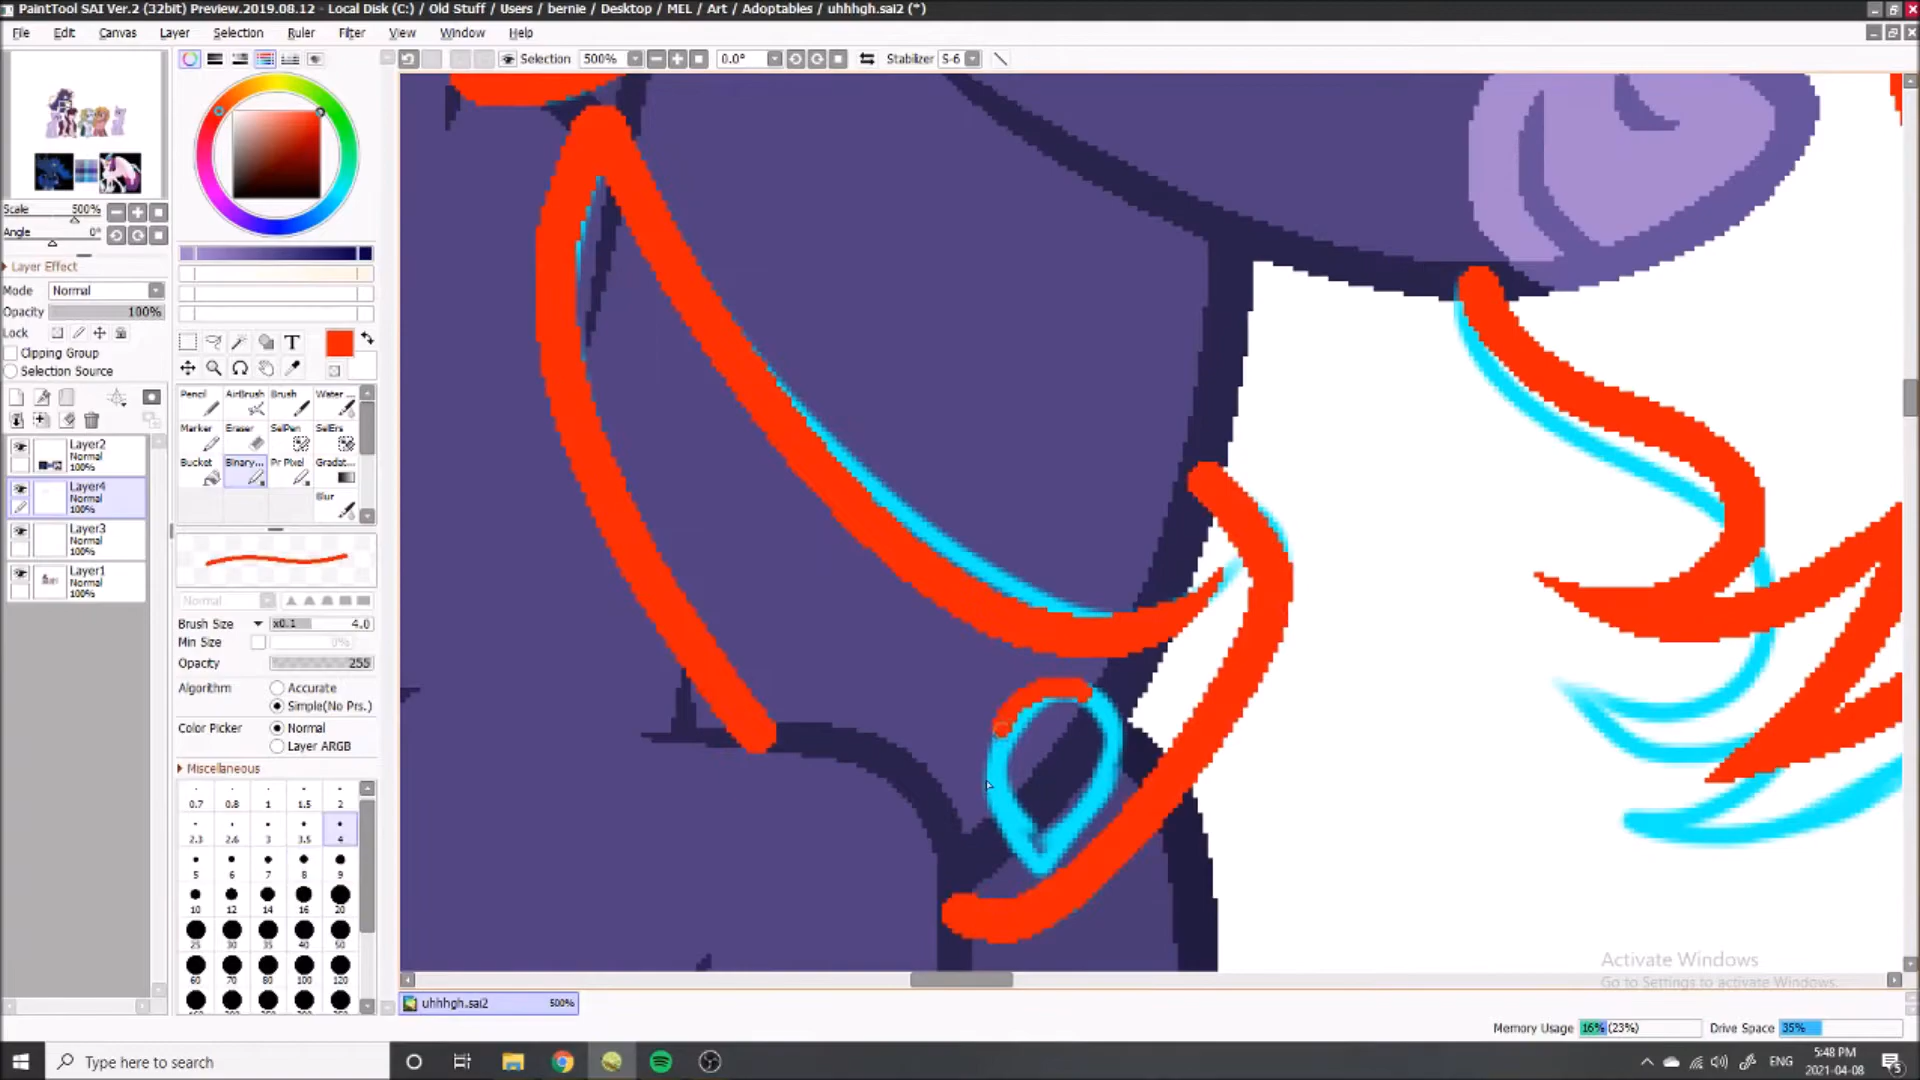 PaintTool SAI Ver.2 (32bit) Preview.2019.08.12 - Local Disk (C:) / Old Stuff / Users / bernie / Desktop / MEL / Art / Adoptables / uhhhgh.sai2 (*)
File Edit Canvas Layer Selection Ruler Filter View Window Help
Selection 500% 0.0° Stabilizer S-6
Scale 500%
Angle 0°
Layer Effect
Mode Normal
Opacity 100%
Lock
Clipping Group
Selection Source
Layer2
Normal
100%
Layer4
Normal
100%
Layer3
Normal
100%
Layer1
Normal
100%
T
Pencil AirBrush Brush Water ...
Marker Eraser SelPen SelErs
Bucket Binary... Pr Pixel Gradat...
Blur
Normal
Brush Size x0.1 4.0
Min Size 0%
Opacity 255
Algorithm Accurate
Simple(No Prs.)
Color Picker Normal
Layer ARGB
Miscellaneous
0.7 0.8 1 1.5 2
2.3 2.6 3 3.5 4
5 6 7 8 9
10 12 14 16 20
25 30 35 40 50
60 70 80 100 120
Activate Windows
Go to Settings to activate Windows.
uhhhgh.sai2 500%
Memory Usage 16% (23%) Drive Space 35%
Type here to search
ENG
5:48 PM
2021-04-08
5